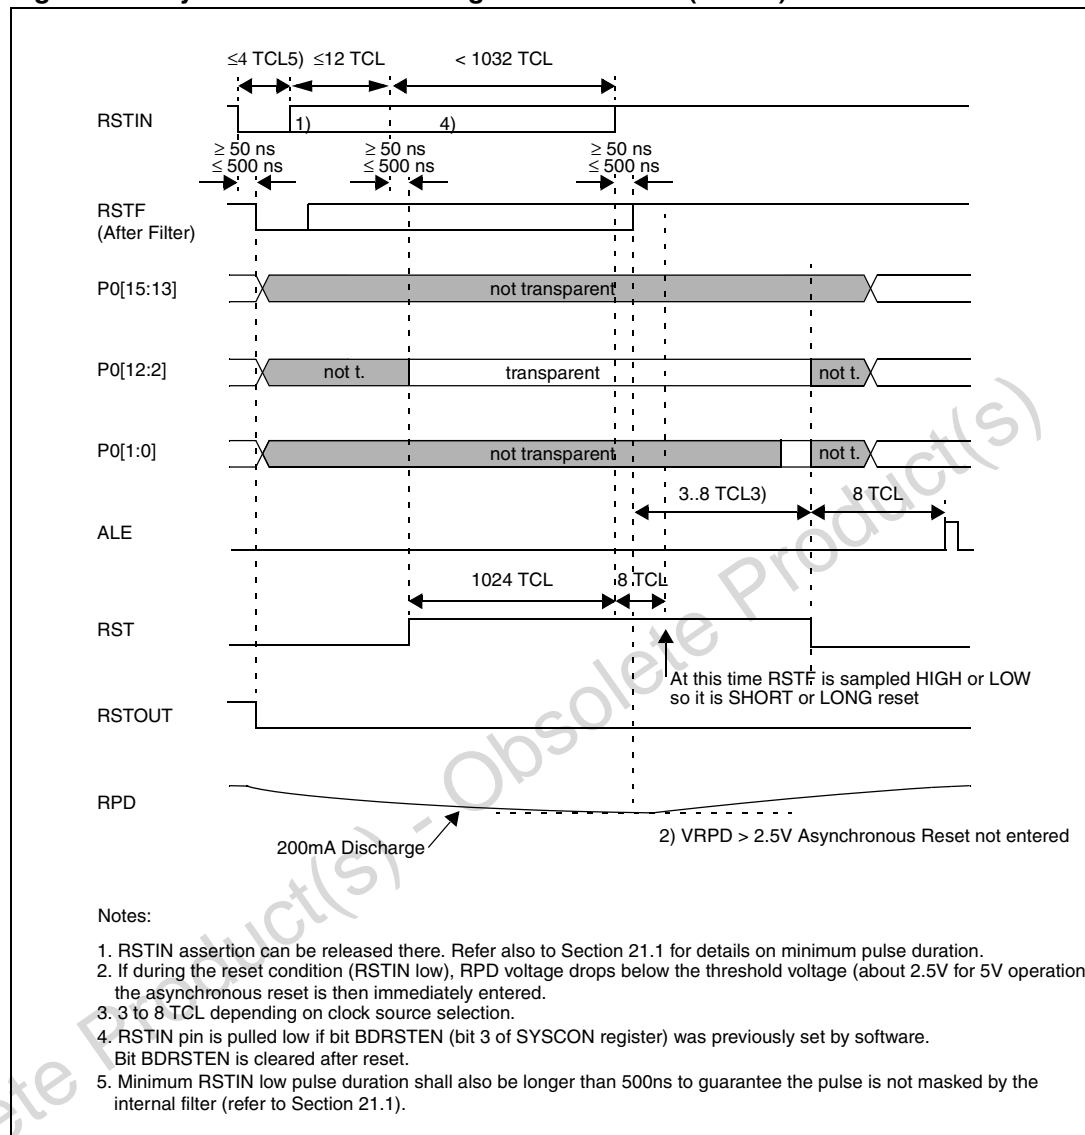 ≤4 TCL5) ≤12 TCL < 1032 TCL
RSTIN
1) 4)
≥ 50 ns ≥ 50 ns ≥ 50 ns
≤ 500 ns ≤ 500 ns ≤ 500 ns
RSTF
(After Filter)
P0[15:13] not transparent
P0[12:2] not t. transparent not t.
P0[1:0] not transparent not t.
3..8 TCL3) 8 TCL
ALE
1024 TCL 8 TCL
RST
At this time RSTF is sampled HIGH or LOW
so it is SHORT or LONG reset
RSTOUT
RPD
200mA Discharge
2) VRPD > 2.5V Asynchronous Reset not entered
Notes:
1. RSTIN assertion can be released there. Refer also to Section 21.1 for details on minimum pulse duration.
2. If during the reset condition (RSTIN low), RPD voltage drops below the threshold voltage (about 2.5V for 5V operation
the asynchronous reset is then immediately entered.
3. 3 to 8 TCL depending on clock source selection.
4. RSTIN pin is pulled low if bit BDRSTEN (bit 3 of SYSCON register) was previously set by software.
Bit BDRSTEN is cleared after reset.
5. Minimum RSTIN low pulse duration shall also be longer than 500ns to guarantee the pulse is not masked by the
internal filter (refer to Section 21.1).
ete Product(s) - Obsolete Product(s)